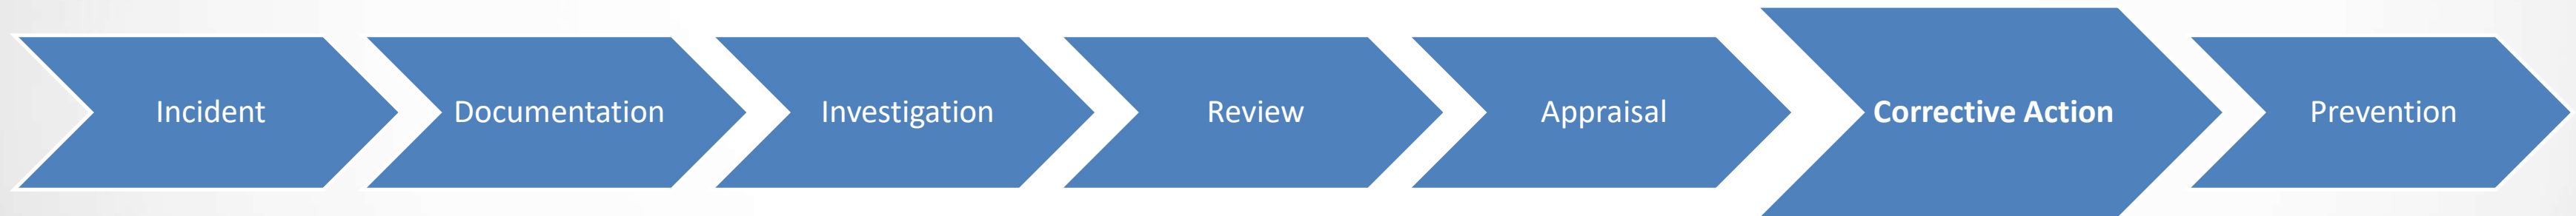 Incident
Documentation
Investigation
Review
Appraisal
Corrective Action
Prevention